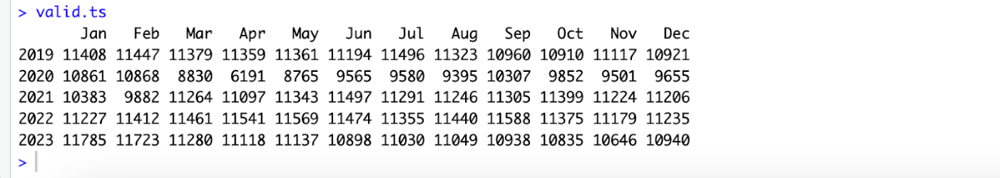 > valid.ts
Jan Feb Mar Apr May Jun Jul Aug Sep Oct Nov Dec
2019 11408 11447 11379 11359 11361 11194 11496 11323 10960 10910 11117 10921
2020 10861 10868 8830 6191 8765 9565 9580 9395 10307 9852 9501 9655
2021 10383 9882 11264 11097 11343 11497 11291 11246 11305 11399 11224 11206
2022 11227 11412 11461 11541 11569 11474 11355 11440 11588 11375 11179 11235
2023 11785 11723 11280 11118 11137 10898 11030 11049 10938 10835 10646 10940
>